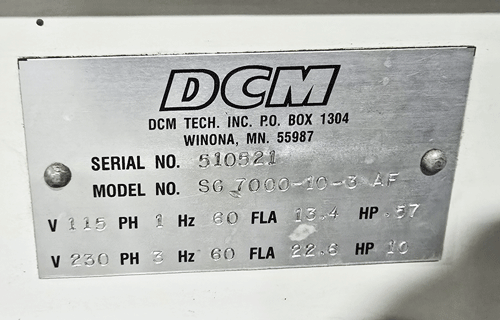 DCM
DCM TECH. INC. P.O. BOX 1304
WINONA, MN. 55987
SERIAL NO. 510521
MODEL NO. SG 7000-10-3 AF
V 115 PH 1 Hz 60 FLA 13.4 HP .57
V 230 PH 3 Hz 60 FLA 22.6 HP 10